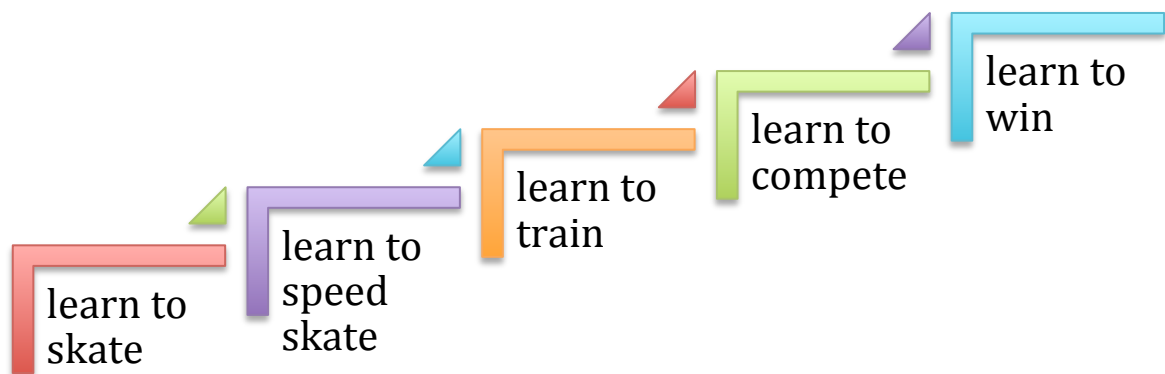 learn to
skate
learn to
speed
skate
learn to
train
learn to
compete
learn to
win